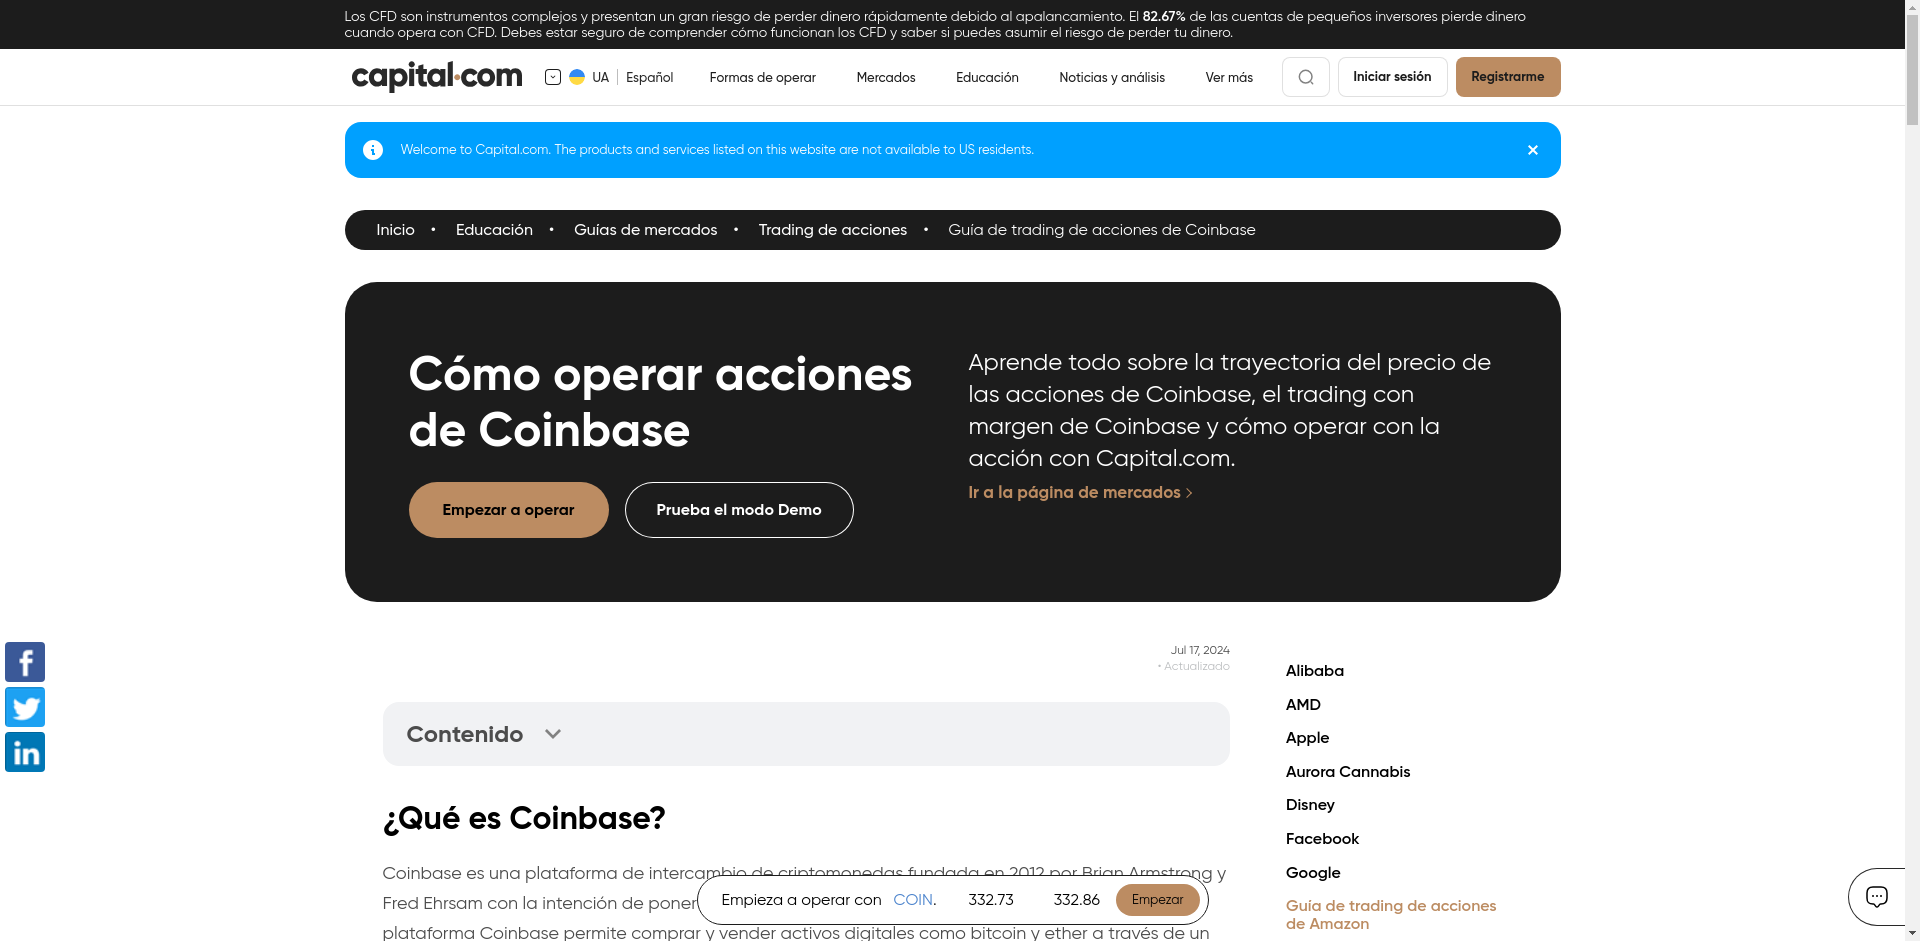 Los CFD son instrumentos complejos y presentan un gran riesgo de perder dinero rápidamente debido al apalancamiento. El 82.67% de las cuentas de pequeños inversores pierde dinero
cuando opera con CFD. Debes estar seguro de comprender cómo funcionan los CFD y saber si puedes asumir el riesgo de perder tu dinero.
capital.com UA Español Formas de operar Mercados Educación Noticias y análisis Ver más Iniciar sesión Registrarme
Welcome to Capital.com. The products and services listed on this website are not available to US residents.
Inicio • Educación • Guías de mercados • Trading de acciones • Guía de trading de acciones de Coinbase
Cómo operar acciones
de Coinbase
Empezar a operar Prueba el modo Demo
Aprende todo sobre la trayectoria del precio de
las acciones de Coinbase, el trading con
margen de Coinbase y cómo operar con la
acción con Capital.com.
Ir a la página de mercados
Jul 17, 2024
• Actualizado
Contenido
¿Qué es Coinbase?
Coinbase es una plataforma de intercambio de criptomonedas fundada en 2012 por Brian Armstrong y
Fred Ehrsam con la intención de poner
plataforma Coinbase permite comprar y vender activos digitales como bitcoin y ether a través de un
Empieza a operar con COIN. 332.73 332.86 Empezar
Alibaba
AMD
Apple
Aurora Cannabis
Disney
Facebook
Google
Guía de trading de acciones
de Amazon